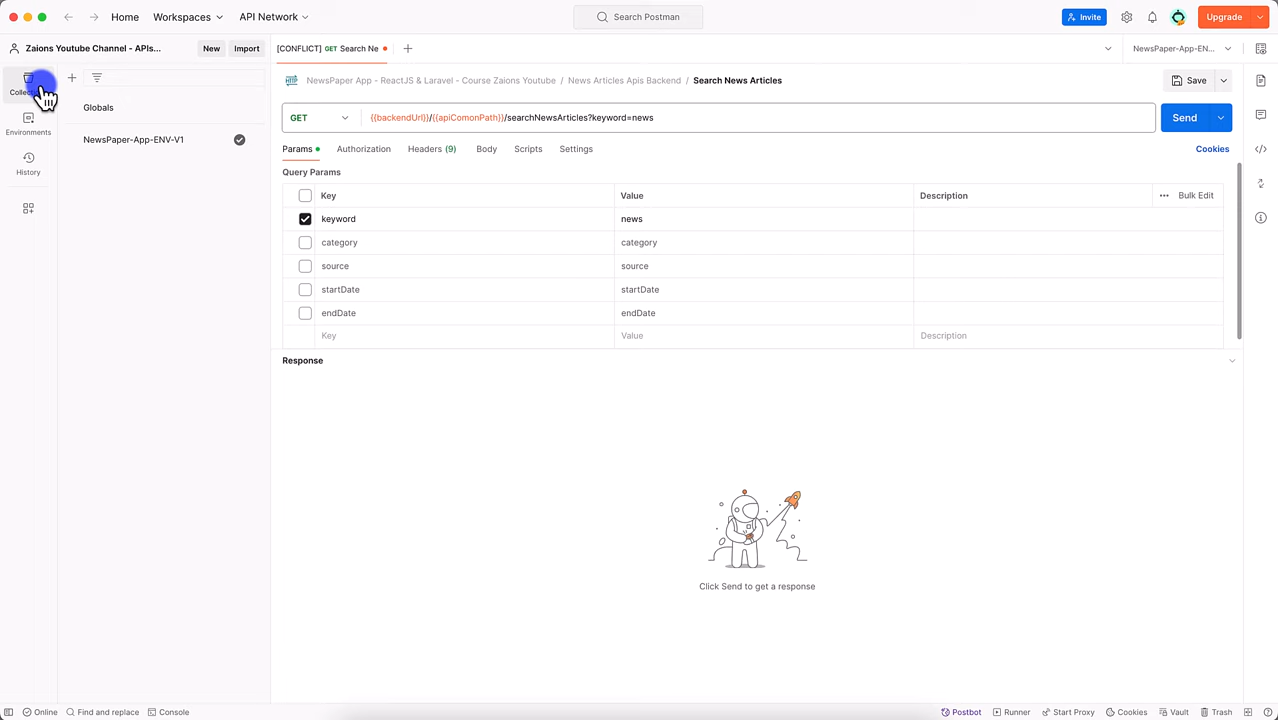 Home Workspaces API Network Search Postman Invite Upgrade
Zaions Youtube Channel - APIs... New Import [CONFLICT] GET Search Ne NewsPaper-App-EN...
NewsPaper App - ReactJS & Laravel - Course Zaions Youtube / News Articles Apis Backend / Search News Articles Save
Globals
GET {{backendUrl}}/{{apiComonPath}}/searchNewsArticles?keyword=news Send
Environments
NewsPaper-App-ENV-V1
Params Authorization Headers (9) Body Scripts Settings Cookies
History
Query Params
Key Value Description Bulk Edit
keyword news
category category
source source
startDate startDate
endDate endDate
Key Value Description
Response
Click Send to get a response
Online Find and replace Console Postbot Runner Start Proxy Cookies Vault Trash